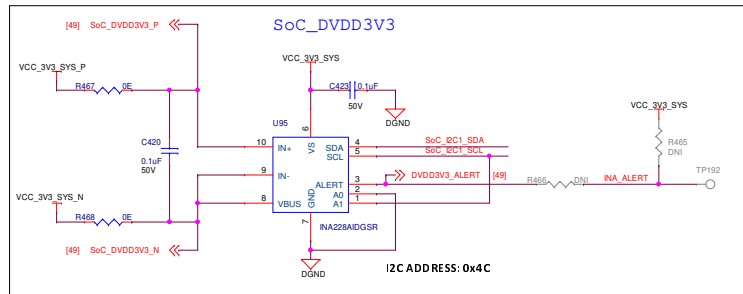 SoC_DVDD3V3
[49] SoC_DVDD3V3_P
VCC_3V3_SYS_P
R467 0E
C420
0.1uF
50V
VCC_3V3_SYS_N
R468 0E
[49] SoC_DVDD3V3_N
VCC_3V3_SYS
C423 0.1uF
50V
DGND
U95
10 IN+
9 IN-
8 VBUS
6 VS
7 GND
SDA 4 SoC_I2C1_SDA
SCL 5 SoC_I2C1_SCL
ALERT 3 DVDD3V3_ALERT [49]
A0 2
A1 1
INA228AIDGSR
DGND
R466 DNI
INA_ALERT
VCC_3V3_SYS
R465
DNI
TP192
I2C ADDRESS: 0x4C